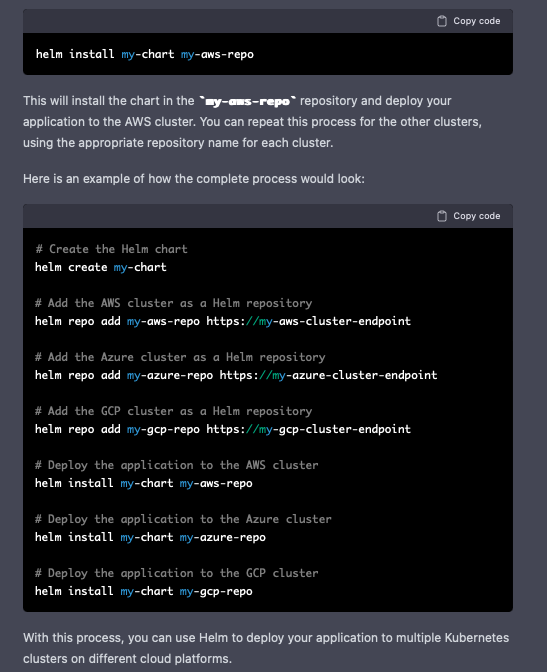 Copy code
helm install my-chart my-aws-repo
This will install the chart in the `my-aws-repo` repository and deploy your
application to the AWS cluster. You can repeat this process for the other clusters,
using the appropriate repository name for each cluster.
Here is an example of how the complete process would look:
Copy code
# Create the Helm chart
helm create my-chart
# Add the AWS cluster as a Helm repository
helm repo add my-aws-repo https://my-aws-cluster-endpoint
# Add the Azure cluster as a Helm repository
helm repo add my-azure-repo https://my-azure-cluster-endpoint
# Add the GCP cluster as a Helm repository
helm repo add my-gcp-repo https://my-gcp-cluster-endpoint
# Deploy the application to the AWS cluster
helm install my-chart my-aws-repo
# Deploy the application to the Azure cluster
helm install my-chart my-azure-repo
# Deploy the application to the GCP cluster
helm install my-chart my-gcp-repo
With this process, you can use Helm to deploy your application to multiple Kubernetes
clusters on different cloud platforms.